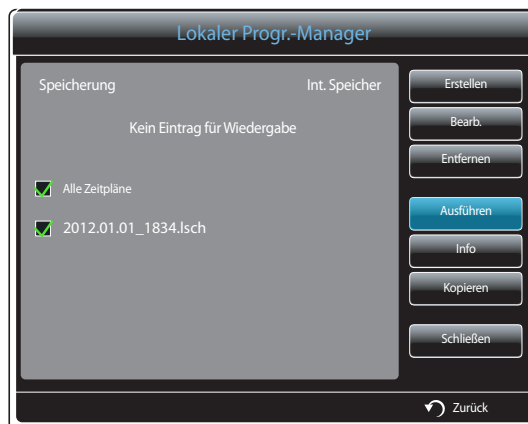 Lokaler Progr.-Manager
Speicherung Int. Speicher
Kein Eintrag für Wiedergabe
Alle Zeitpläne
2012.01.01_1834.lsch
Erstellen
Bearb.
Entfernen
Ausführen
Info
Kopieren
Schließen
Zurück